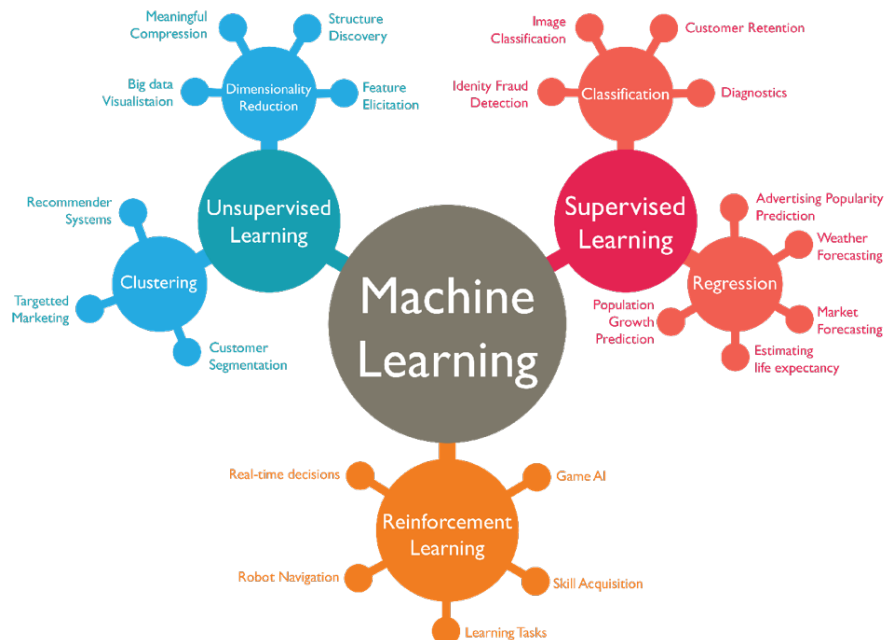 Meaningful
Compression
Structure
Discovery
Big data
Visualistaion
Dimensionality
Reduction
Feature
Elicitation
Image
Classification
Customer Retention
Idenity Fraud
Detection
Classification
Diagnostics
Unsupervised
Learning
Supervised
Learning
Recommender
Systems
Clustering
Targetted
Marketing
Customer
Segmentation
Machine
Learning
Advertising Popularity
Prediction
Weather
Forecasting
Regression
Population
Growth
Prediction
Market
Forecasting
Estimating
life expectancy
Real-time decisions
Game AI
Reinforcement
Learning
Robot Navigation
Skill Acquisition
Learning Tasks